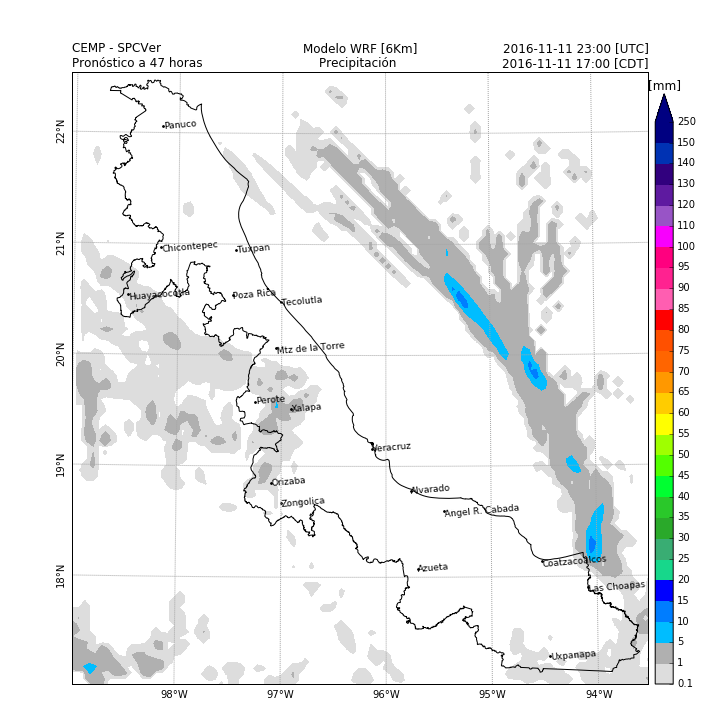 CEMP - SPCVer
Modelo WRF [6Km]
2016-11-11 23:00 [UTC]
Pronóstico a 47 horas
Precipitación
2016-11-11 17:00 [CDT]
[mm]
250
150
140
130
120
110
100
95
90
85
80
75
70
65
60
55
50
45
40
35
30
25
20
15
10
5
1
0.1
22°N
21°N
20°N
19°N
18°N
Panuco
Chicontepec
Tuxpan
Huayacocotla
Poza Rica
Tecolutla
Mtz de la Torre
Perote
Xalapa
Veracruz
Orizaba
Alvarado
Zongolica
Angel R. Cabada
Azueta
Coatzacoalcos
Las Choapas
Uxpanapa
98°W
97°W
96°W
95°W
94°W